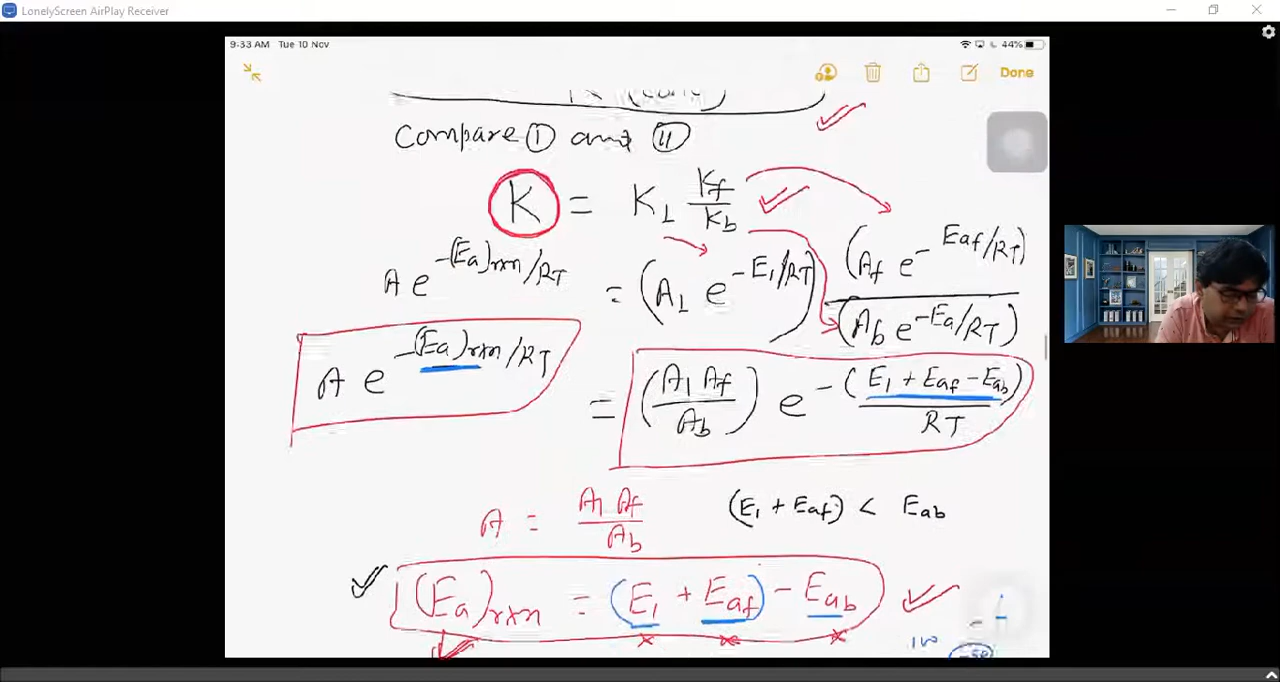 LonelyScreen AirPlay Receiver
9:33 AM Tue 10 Nov
44%
Done
Compare (I) and (II)
K = K1 Kf/Kb
A e^-(Ea)rxn/RT = (A1 e^-E1/RT) (Af e^-Eaf/RT)/(Ab e^-Ea/RT)
A e^-(Ea)rxn/RT = (A1 Af/Ab) e^-(E1 + Eaf - Eab)/RT
A = A1 Af/Ab (E1 + Eaf) < Eab
(Ea)rxn = (E1 + Eaf) - Eab